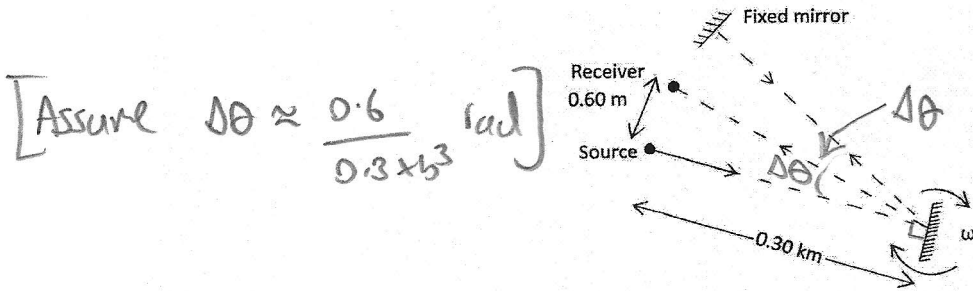 [Assume Δθ ≈ 0.6 / 0.3×10³ rad]
Fixed mirror
Receiver
0.60 m
Source
Δθ
Δθ
0.30 km
ω